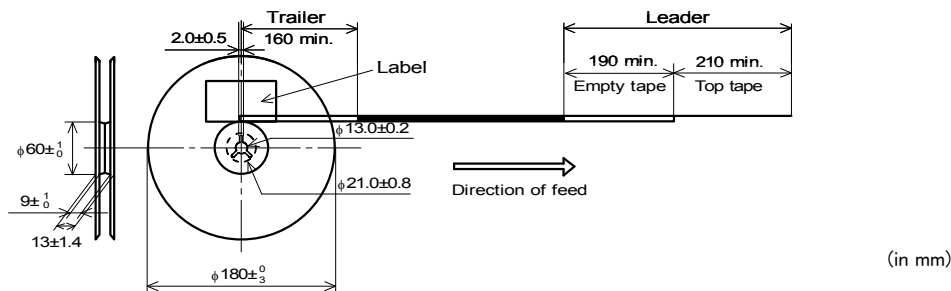 Trailer
Leader
2.0±0.5
160 min.
190 min.
210 min.
Label
Empty tape
Top tape
ϕ13.0±0.2
ϕ60± 1 0
ϕ21.0±0.8
Direction of feed
9± 1 0
13±1.4
ϕ180± 0 3
(in mm)